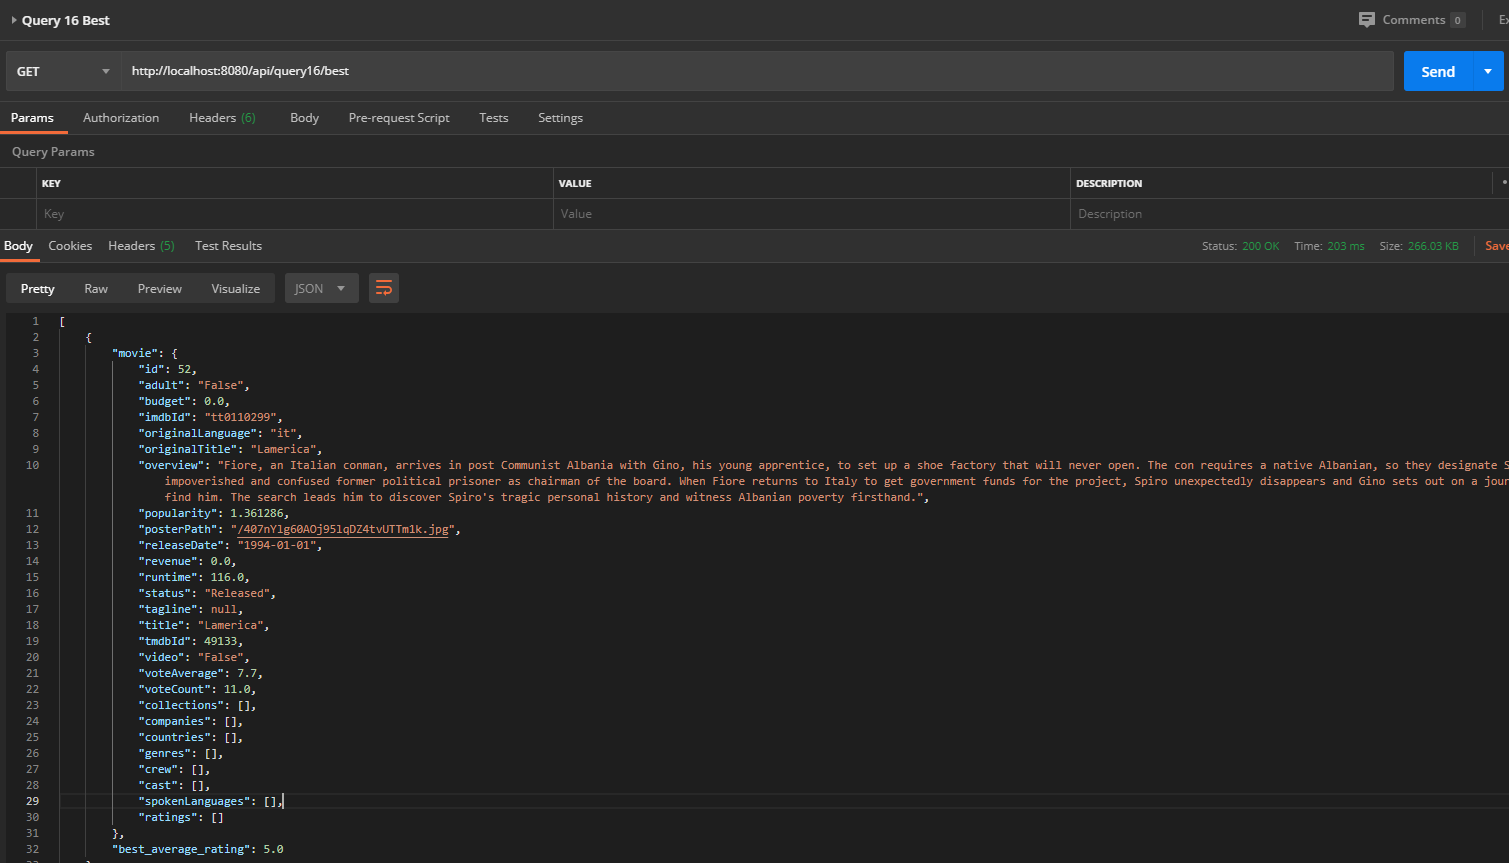 Query 16 Best
Comments 0
Ex
GET http://localhost:8080/api/query16/best
Send
Params Authorization Headers (6) Body Pre-request Script Tests Settings
Query Params
KEY VALUE DESCRIPTION
Key Value Description
Body Cookies Headers (5) Test Results
Status: 200 OK Time: 203 ms Size: 266.03 KB Save
Pretty Raw Preview Visualize JSON
1 [
2 {
3 "movie": {
4 "id": 52,
5 "adult": "False",
6 "budget": 0.0,
7 "imdbId": "tt0110299",
8 "originalLanguage": "it",
9 "originalTitle": "Lamerica",
10 "overview": "Fiore, an Italian conman, arrives in post Communist Albania with Gino, his young apprentice, to set up a shoe factory that will never open. The con requires a native Albanian, so they designate S
impoverished and confused former political prisoner as chairman of the board. When Fiore returns to Italy to get government funds for the project, Spiro unexpectedly disappears and Gino sets out on a jour
find him. The search leads him to discover Spiro's tragic personal history and witness Albanian poverty firsthand.",
11 "popularity": 1.361286,
12 "posterPath": "/407nYlg60AOj95lqDZ4tvUTTm1k.jpg",
13 "releaseDate": "1994-01-01",
14 "revenue": 0.0,
15 "runtime": 116.0,
16 "status": "Released",
17 "tagline": null,
18 "title": "Lamerica",
19 "tmdbId": 49133,
20 "video": "False",
21 "voteAverage": 7.7,
22 "voteCount": 11.0,
23 "collections": [],
24 "companies": [],
25 "countries": [],
26 "genres": [],
27 "crew": [],
28 "cast": [],
29 "spokenLanguages": [],
30 "ratings": []
31 },
32 "best_average_rating": 5.0